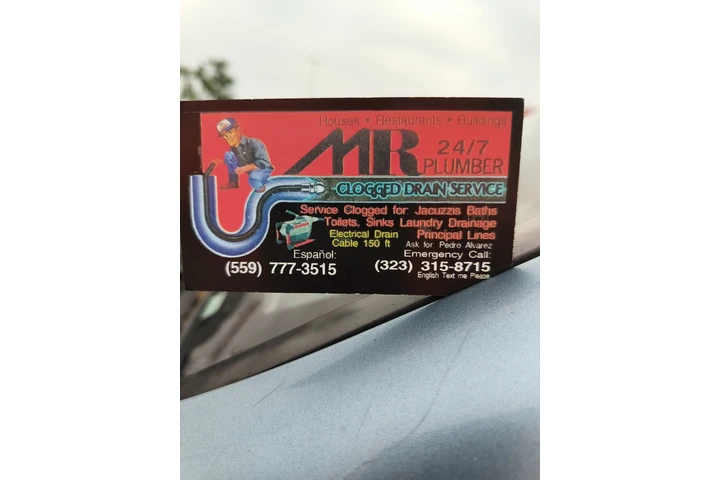 Houses • Restaurants • Buildings
MR 24/7
PLUMBER
CLOGGED DRAIN SERVICE
Service Clogged for Jacuzzis Baths
Toilets, Sinks Laundry Drainage
Electrical Drain Principal Lines
Cable 150 ft Ask for Pedro Alvarez
Español: Emergency Call:
(559) 777-3515 (323) 315-8715
English Text me Please